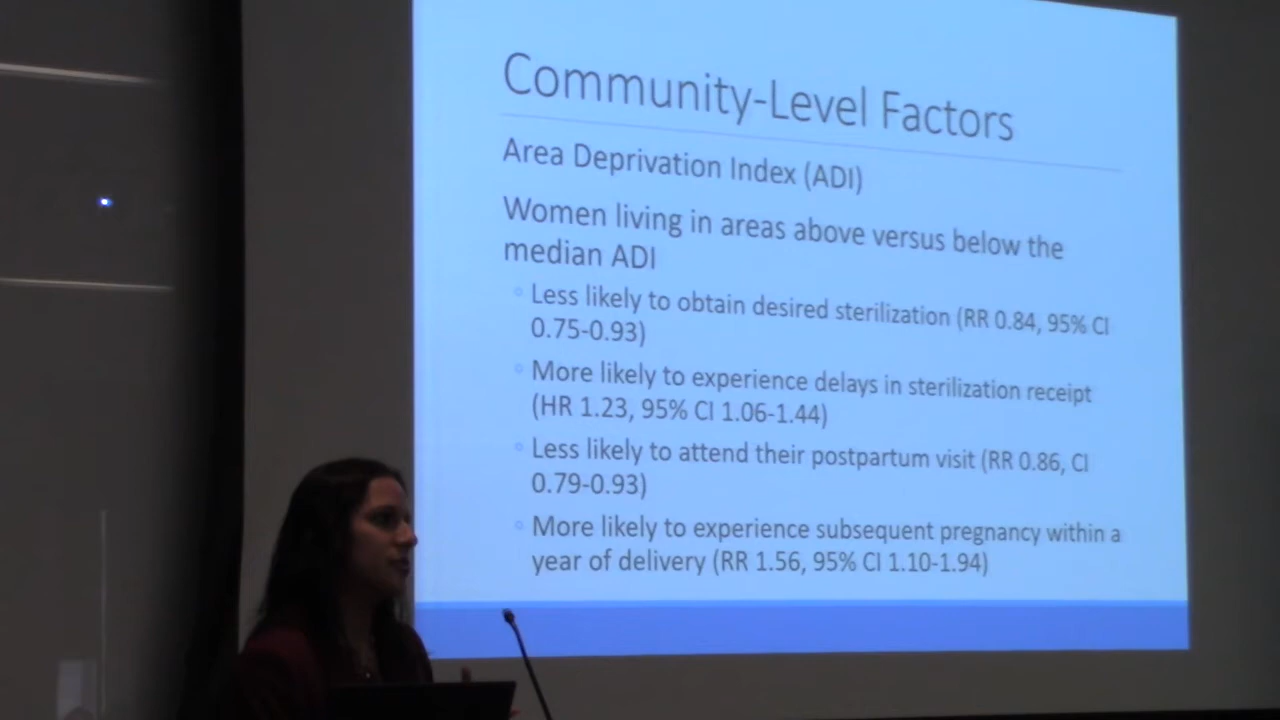 Community-Level Factors
Area Deprivation Index (ADI)
Women living in areas above versus below the
median ADI
Less likely to obtain desired sterilization (RR 0.84, 95% CI
0.75-0.93)
More likely to experience delays in sterilization receipt
(HR 1.23, 95% CI 1.06-1.44)
Less likely to attend their postpartum visit (RR 0.86, CI
0.79-0.93)
More likely to experience subsequent pregnancy within a
year of delivery (RR 1.56, 95% CI 1.10-1.94)